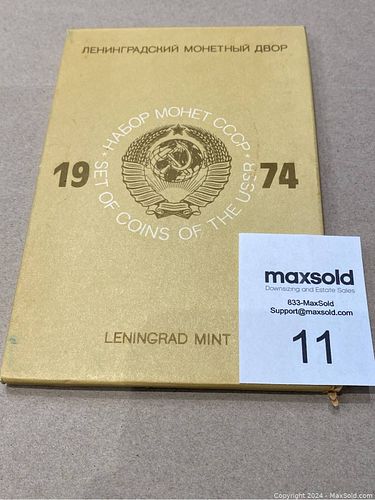 ЛЕНИНГРАДСКИЙ МОНЕТНЫЙ ДВОР
• НАБОР МОНЕТ СССР •
19 74
SET OF COINS OF THE USSR
LENINGRAD MINT
maxsold
Downsizing and Estate Sales
833-MaxSold
Support@maxsold.com
11
Copyright 2024 - MaxSold.com